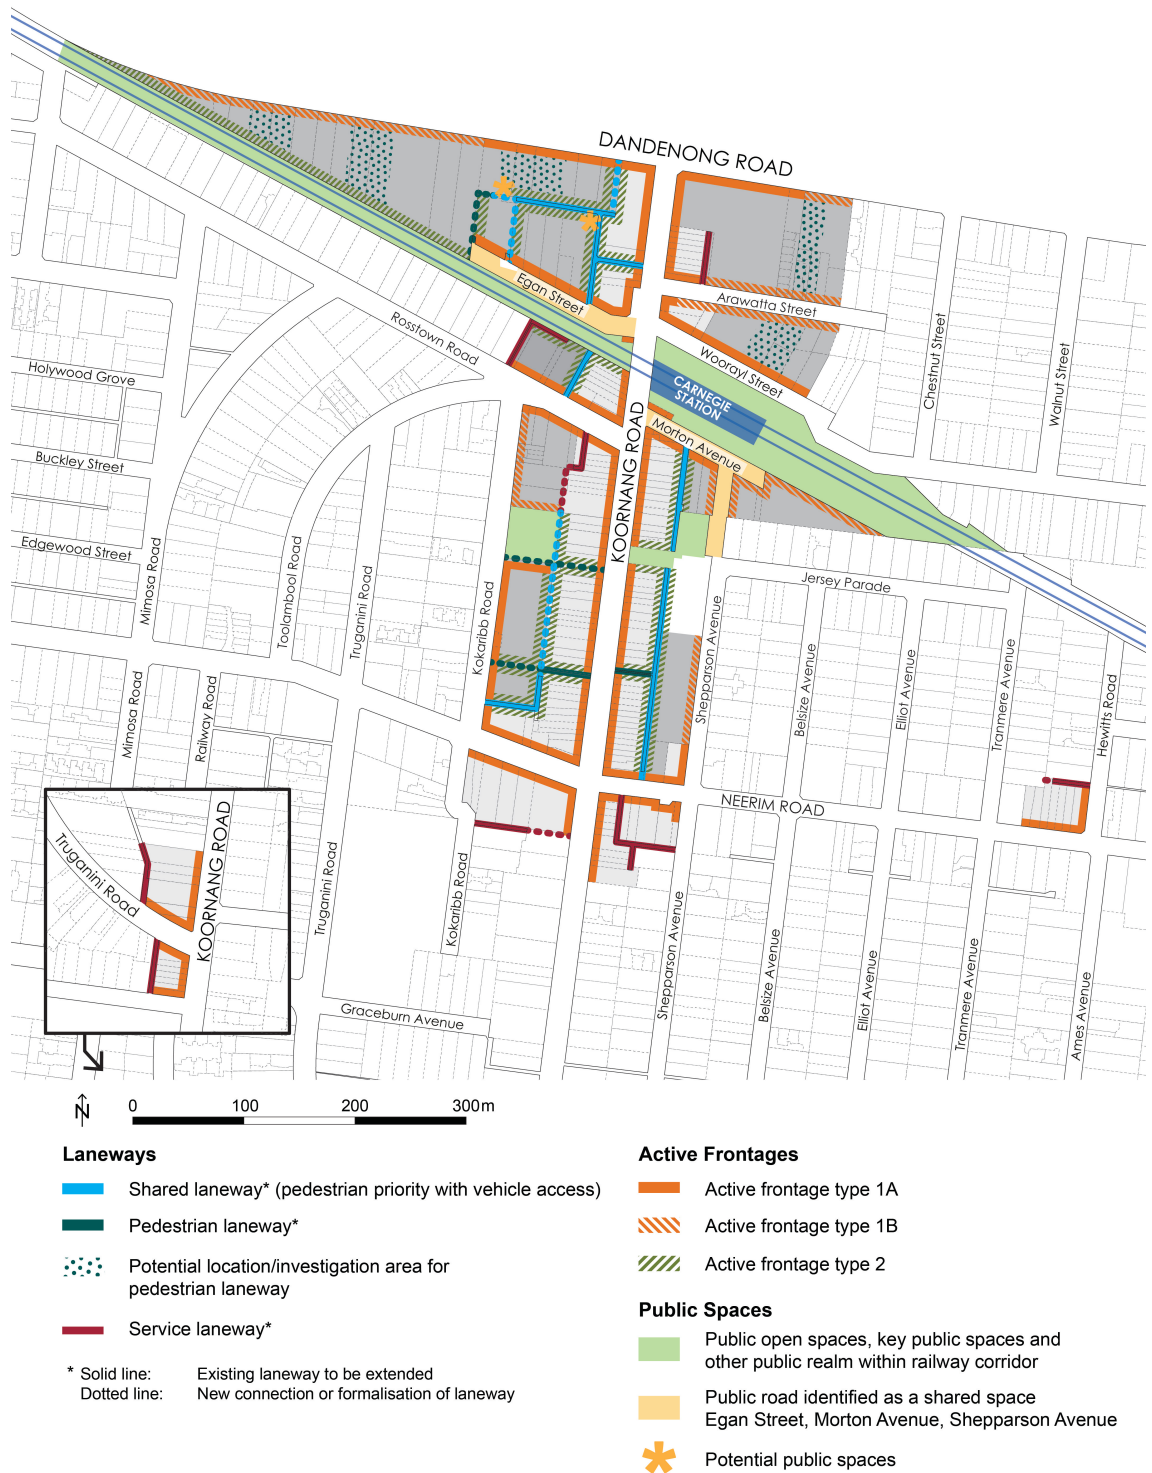 DANDENONG ROAD
Egan Street
Arawatta Street
Rosstown Road
Woorayl Street
Chestnut Street
Walnut Street
Holywood Grove
CARNEGIE
STATION
KOORNANG ROAD
Morton Avenue
Buckley Street
Edgewood Street
Mimosa Road
Toolambool Road
Truganini Road
Kokaribb Road
Jersey Parade
Shepparson Avenue
Belsize Avenue
Elliot Avenue
Tranmere Avenue
Hewitts Road
Mimosa Road
Railway Road
NEERIM ROAD
Truganini Road
KOORNANG ROAD
Truganini Road
Kokaribb Road
Shepparson Avenue
Belsize Avenue
Elliot Avenue
Tranmere Avenue
Ames Avenue
Graceburn Avenue
N
0 100 200 300m
Laneways
Shared laneway* (pedestrian priority with vehicle access)
Pedestrian laneway*
Potential location/investigation area for
pedestrian laneway
Service laneway*
* Solid line: Existing laneway to be extended
Dotted line: New connection or formalisation of laneway
Active Frontages
Active frontage type 1A
Active frontage type 1B
Active frontage type 2
Public Spaces
Public open spaces, key public spaces and
other public realm within railway corridor
Public road identified as a shared space
Egan Street, Morton Avenue, Shepparson Avenue
Potential public spaces